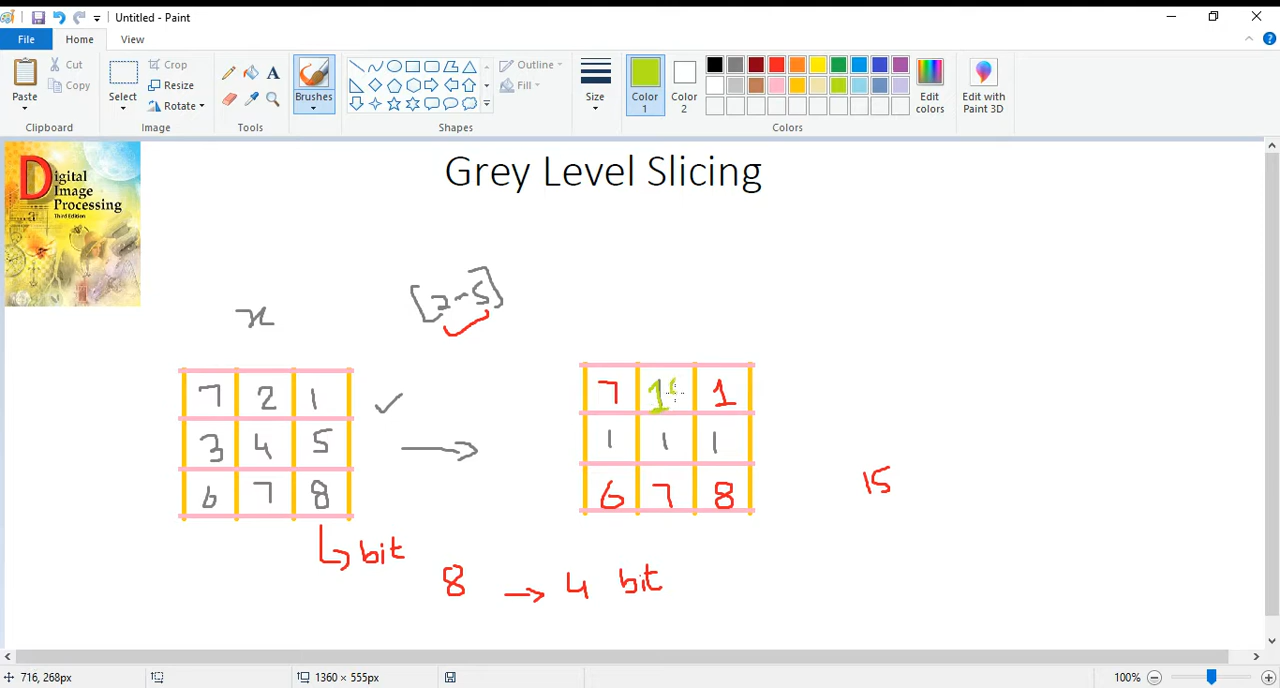 Untitled - Paint
File Home View
Paste
Cut
Copy
Clipboard
Select
Crop
Resize
Rotate
Image
A
Tools
Brushes
Outline
Fill
Shapes
Size
Color 1
Color 2
Colors
Edit colors
Edit with Paint 3D
Digital
Image
Processing
Third Edition
Grey Level Slicing
x
[2-5]
7 2 1
3 4 5
6 7 8
7 1 1
1 1 1
6 7 8
15
bit
8 → 4 bit
716, 268px
1360 × 555px
100%